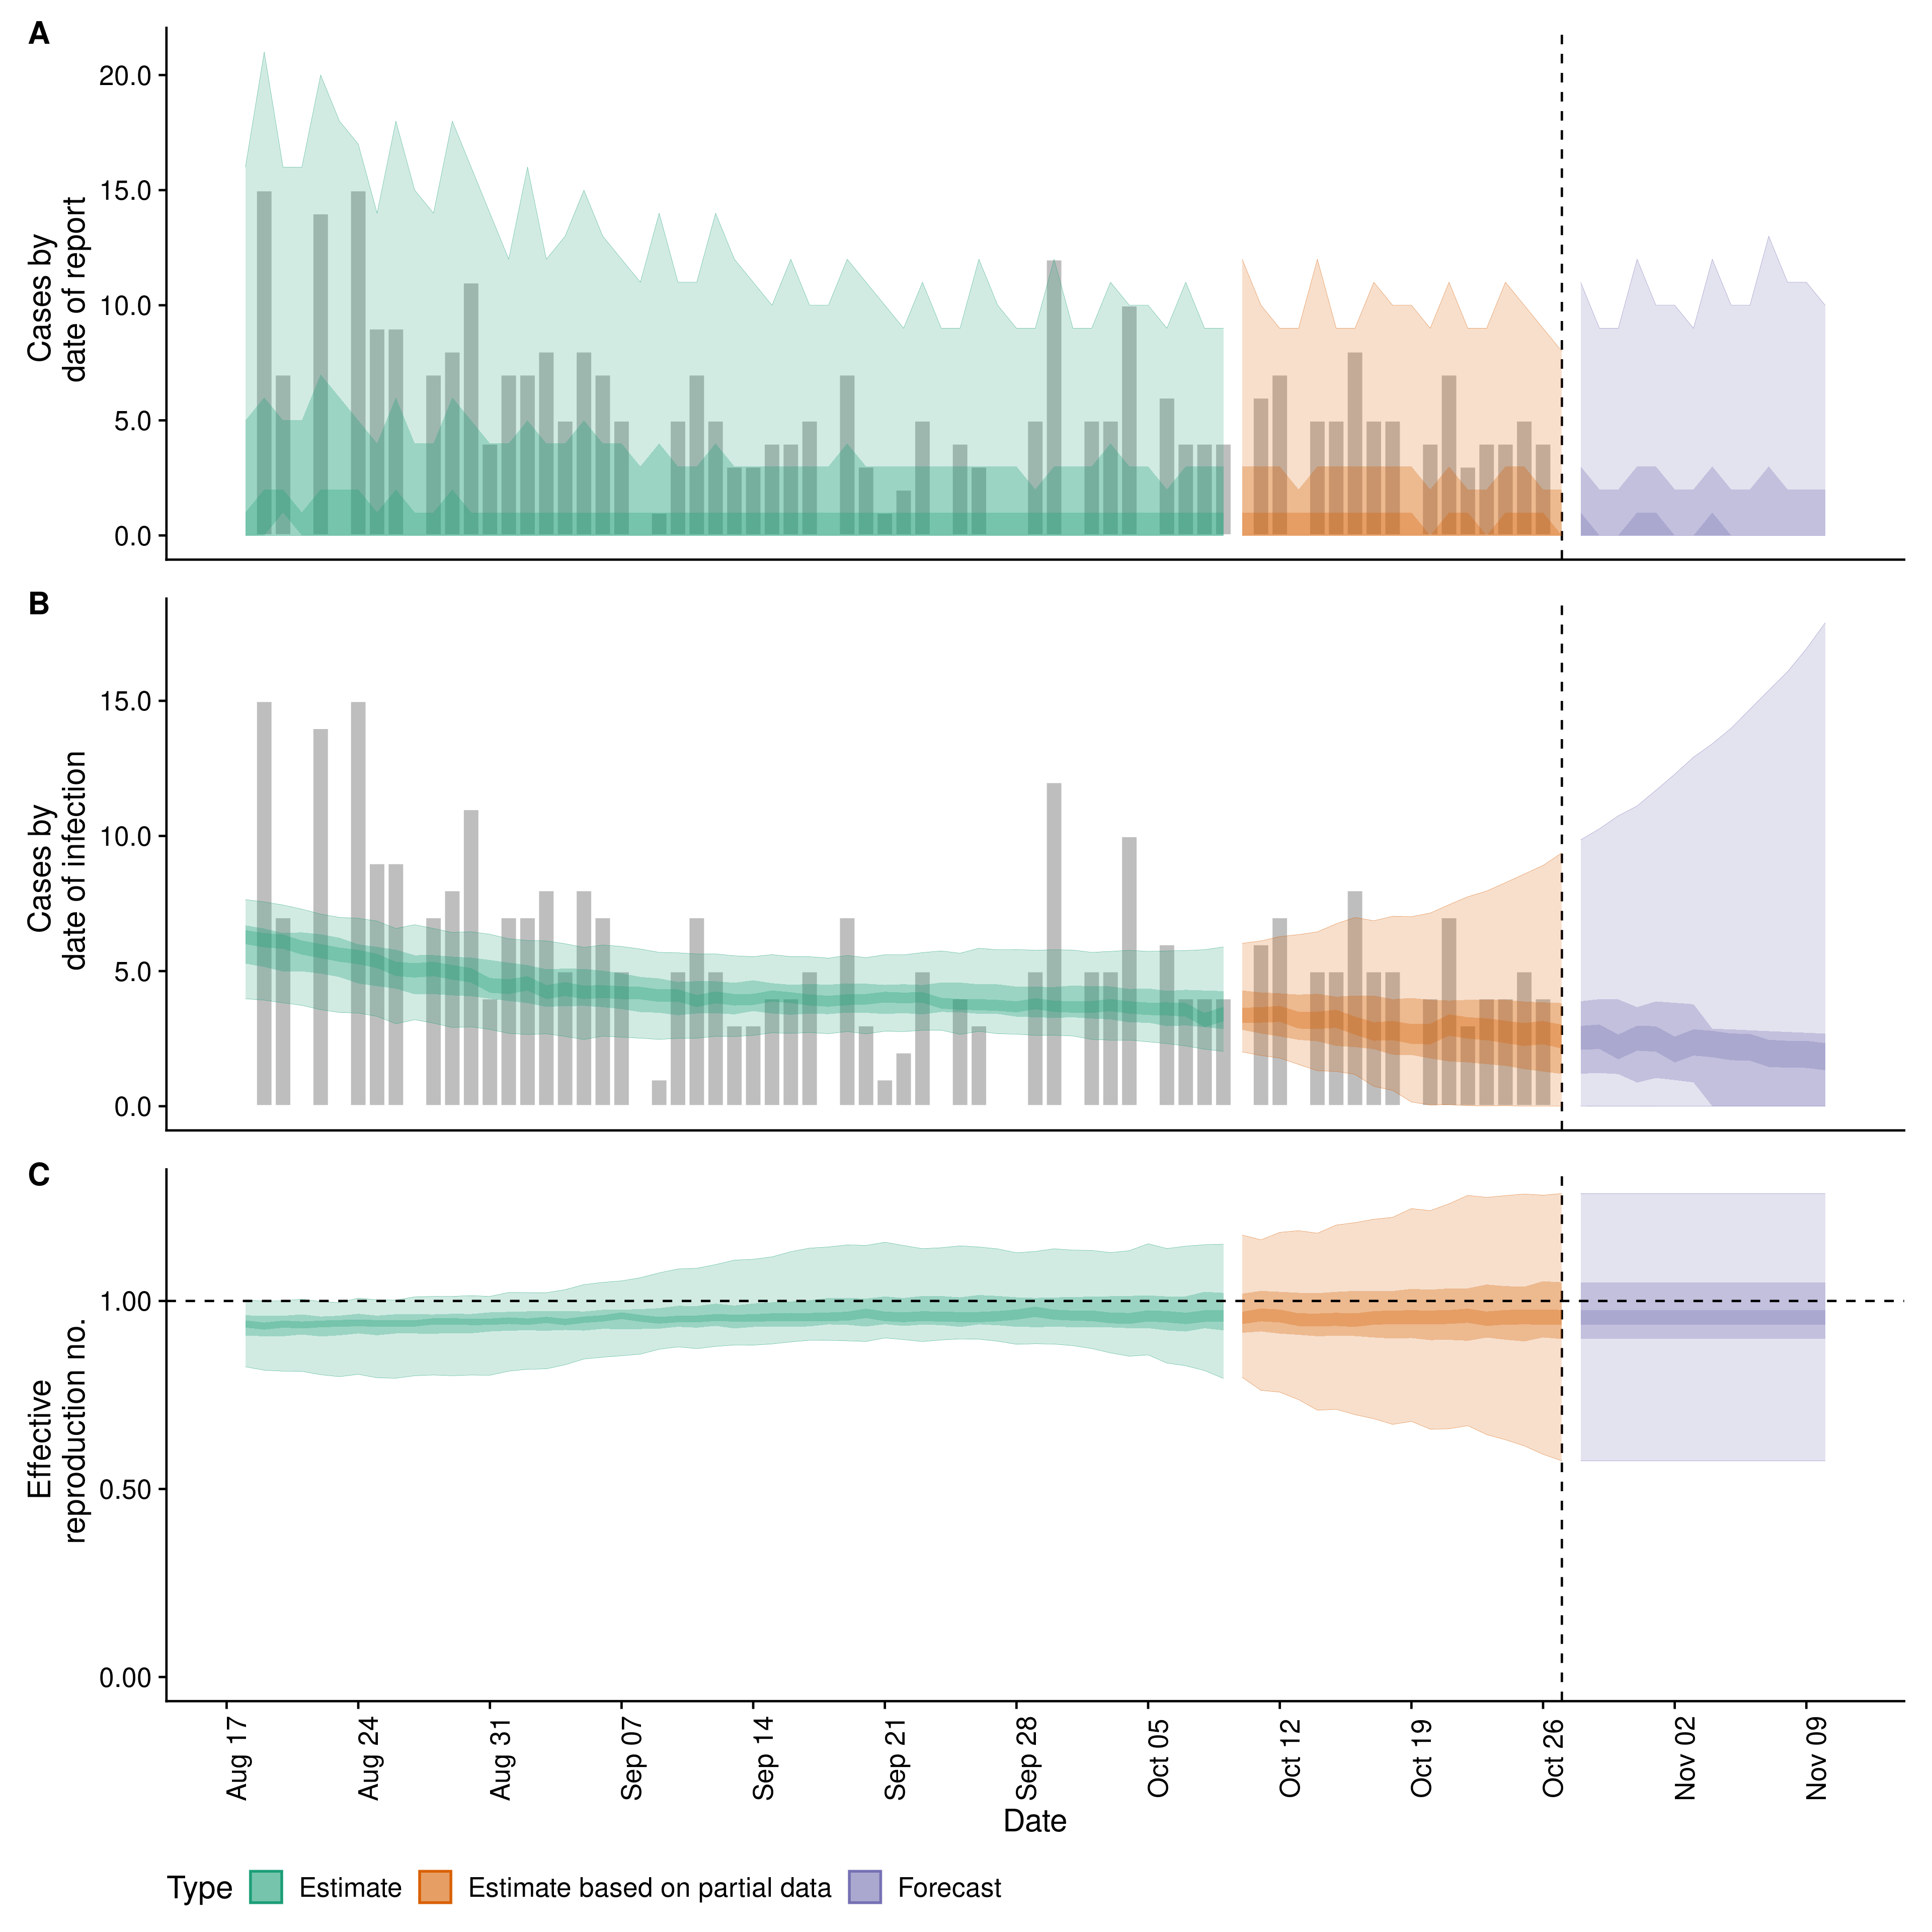 A
Cases by
date of report
20.0
15.0
10.0
5.0
0.0
B
Cases by
date of infection
15.0
10.0
5.0
0.0
C
Effective
reproduction no.
1.00
0.50
0.00
Aug 17
Aug 24
Aug 31
Sep 07
Sep 14
Sep 21
Sep 28
Oct 05
Oct 12
Oct 19
Oct 26
Nov 02
Nov 09
Date
Type Estimate Estimate based on partial data Forecast